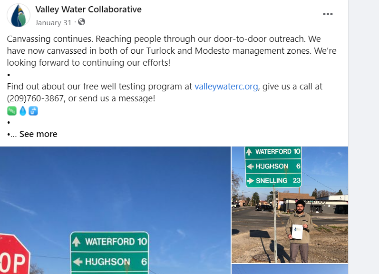 Valley Water Collaborative
January 31 ·
Canvassing continues. Reaching people through our door-to-door outreach. We
have now canvassed in both of our Turlock and Modesto management zones. We're
looking forward to continuing our efforts!
•
Find out about our free well testing program at valleywaterc.org, give us a call at
(209)760-3867, or send us a message!
•
•... See more
WATERFORD 10
HUGHSON 6
SNELLING 23
OP
WATERFORD 10
HUGHSON 6